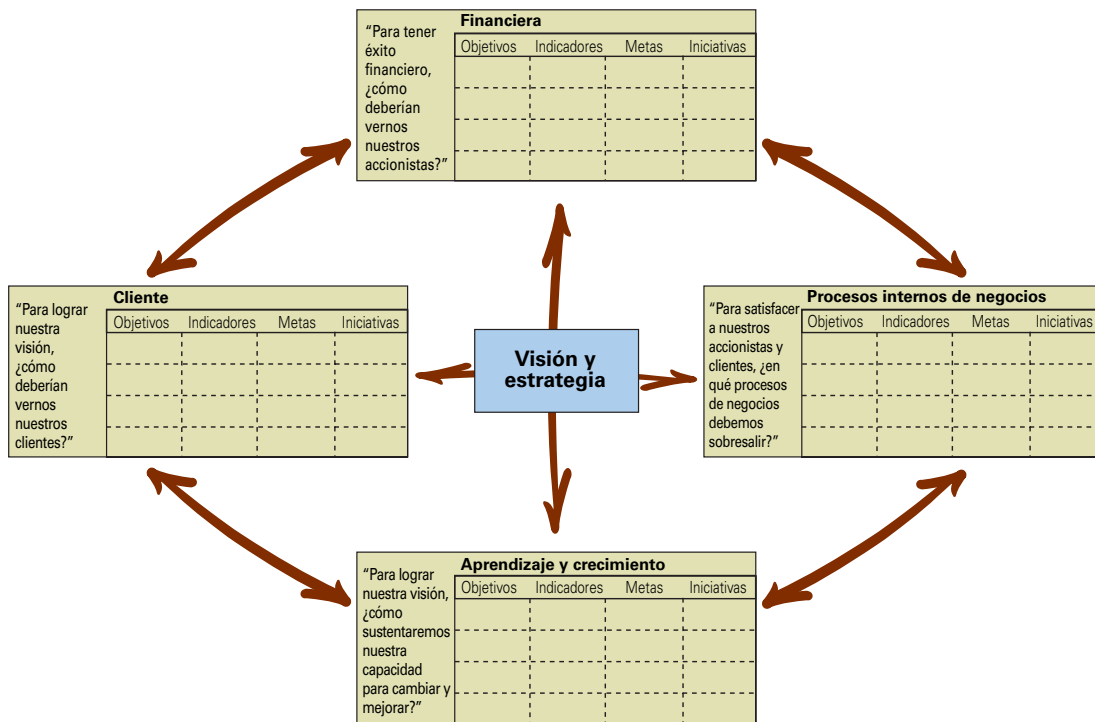 Financiera
“Para tener
éxito
financiero,
¿cómo
deberían
vernos
nuestros
accionistas?”
Objetivos Indicadores Metas Iniciativas
Cliente
“Para lograr
nuestra
visión,
¿cómo
deberían
vernos
nuestros
clientes?”
Objetivos Indicadores Metas Iniciativas
Visión y
estrategia
Procesos internos de negocios
“Para satisfacer
a nuestros
accionistas y
clientes, ¿en
qué procesos
de negocios
debemos
sobresalir?”
Objetivos Indicadores Metas Iniciativas
Aprendizaje y crecimiento
“Para lograr
nuestra visión,
¿cómo
sustentaremos
nuestra
capacidad
para cambiar y
mejorar?”
Objetivos Indicadores Metas Iniciativas